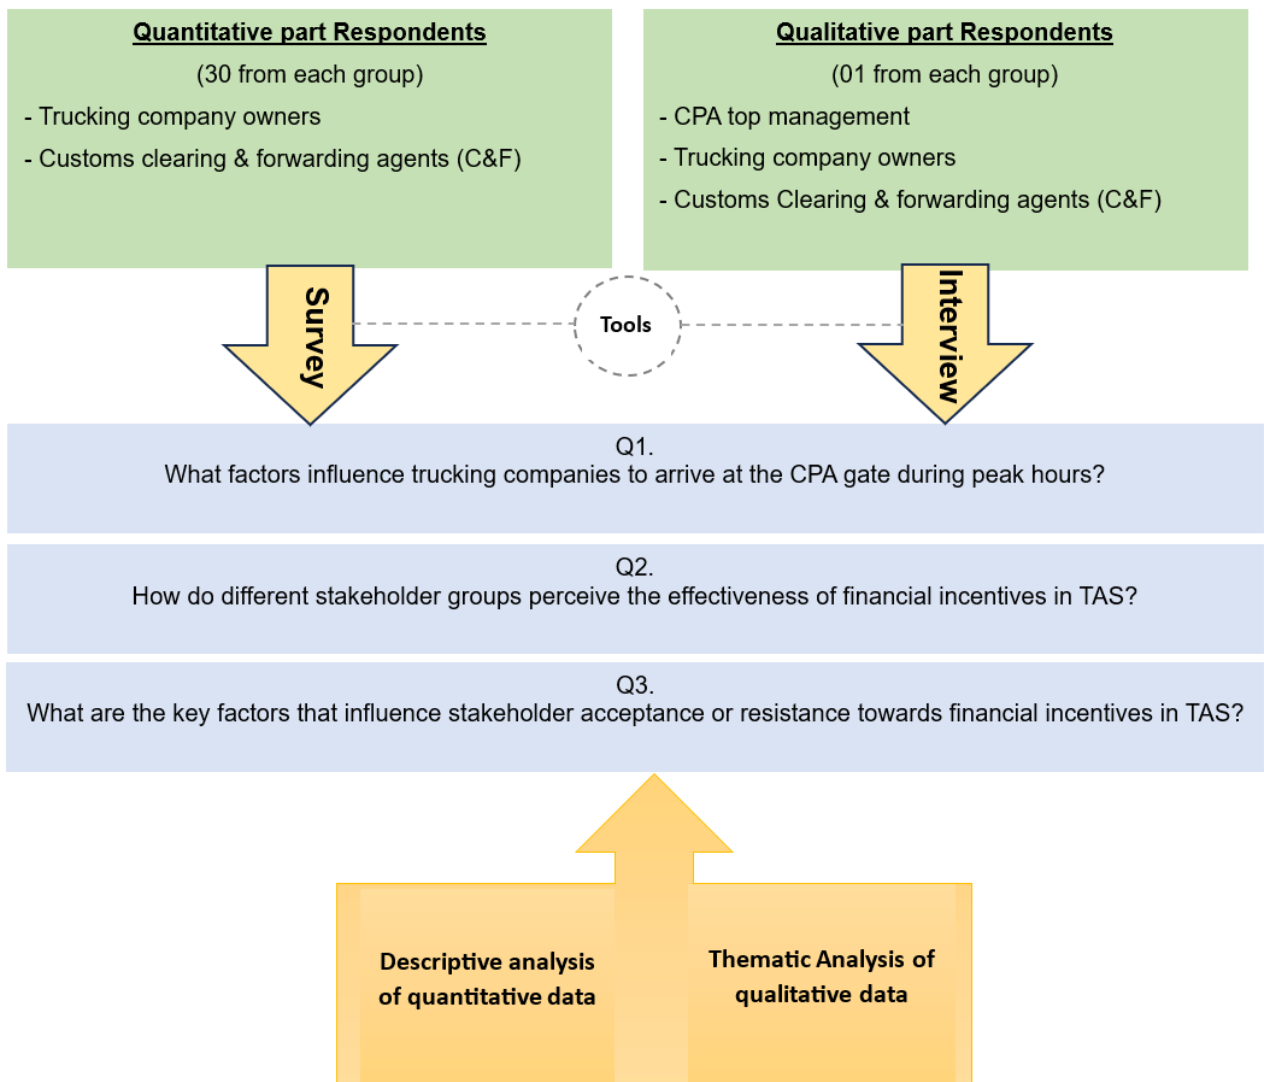 Quantitative part Respondents
(30 from each group)
- Trucking company owners
- Customs clearing & forwarding agents (C&F)
Qualitative part Respondents
(01 from each group)
- CPA top management
- Trucking company owners
- Customs Clearing & forwarding agents (C&F)
Survey
Tools
Interview
Q1.
What factors influence trucking companies to arrive at the CPA gate during peak hours?
Q2.
How do different stakeholder groups perceive the effectiveness of financial incentives in TAS?
Q3.
What are the key factors that influence stakeholder acceptance or resistance towards financial incentives in TAS?
Descriptive analysis
of quantitative data
Thematic Analysis of
qualitative data